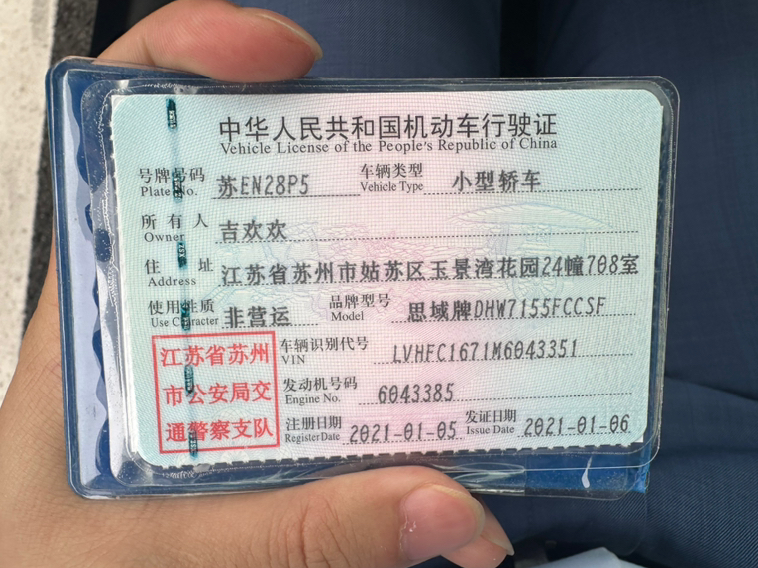 中华人民共和国机动车行驶证
Vehicle License of the People's Republic of China
号牌号码 Plate No. 苏EN28P5 车辆类型 Vehicle Type 小型轿车
所有人 Owner 吉欢欢
住址 Address 江苏省苏州市姑苏区玉景湾花园24幢708室
使用性质 Use Character 非营运 品牌型号 Model 思域牌DHW7155FCCSF
江苏省苏州
市公安局交
通警察支队
车辆识别代号 VIN LVHFC1671M6043351
发动机号码 Engine No. 6043385
注册日期 Register Date 2021-01-05 发证日期 Issue Date 2021-01-06